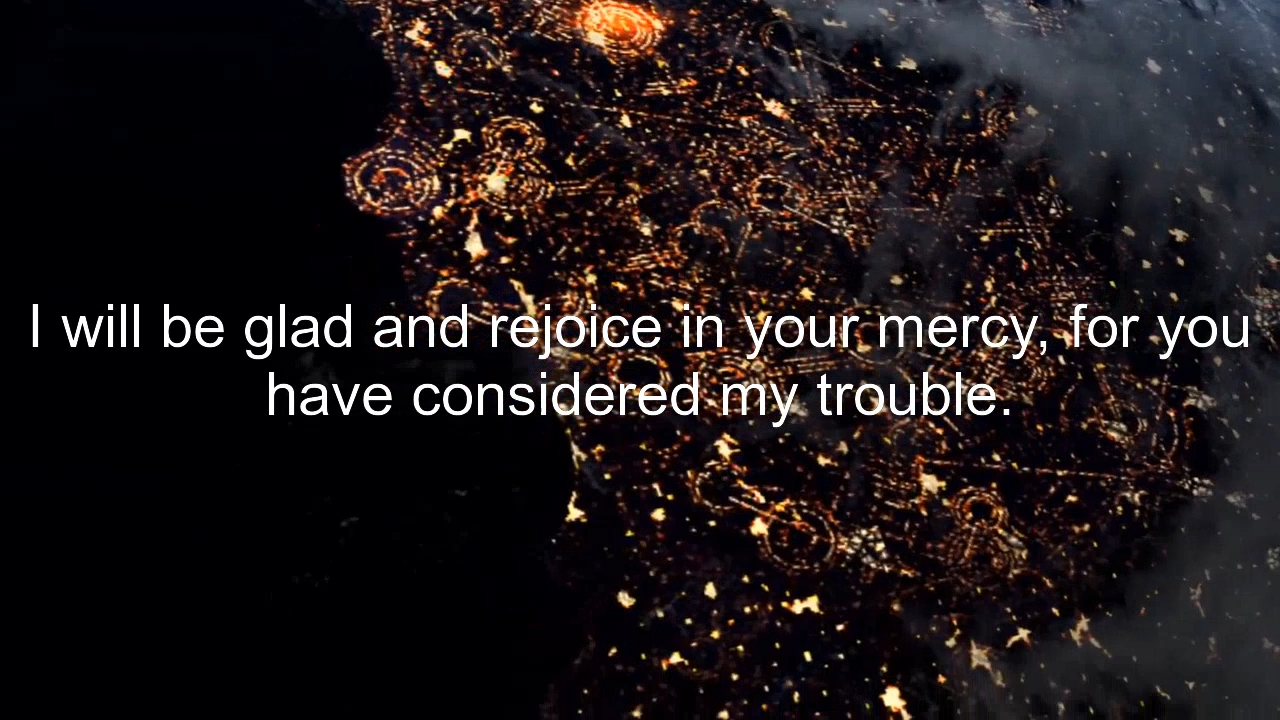 I will be glad and rejoice in your mercy, for you
have considered my trouble.